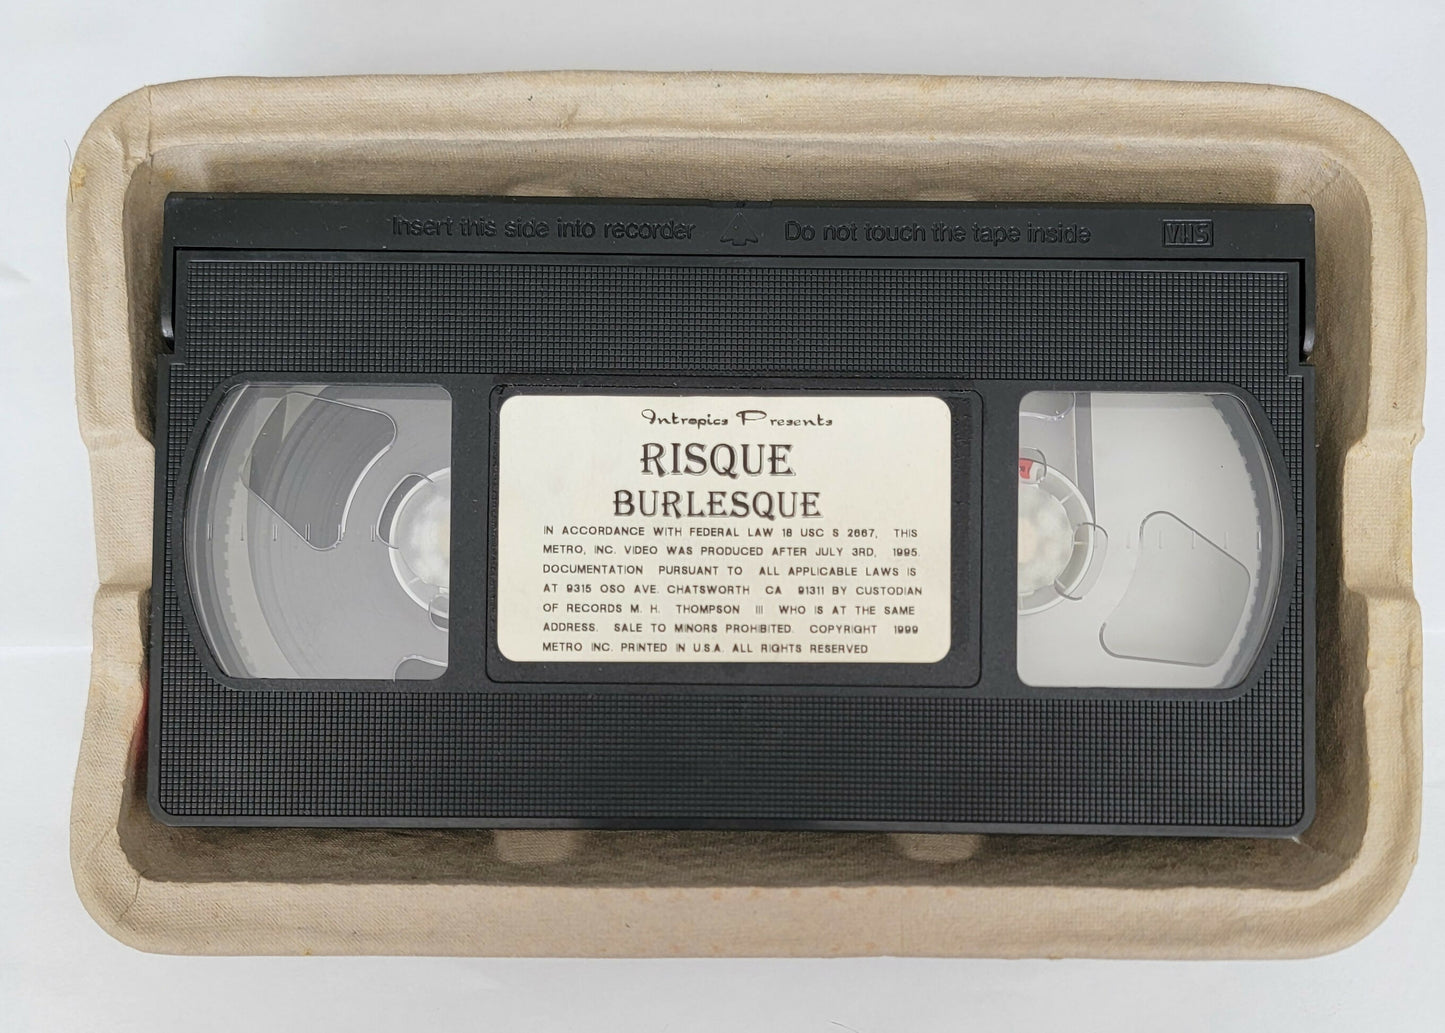 Insert this side into recorder Do not touch the tape inside VHS
Intropics Presents
RISQUE
BURLESQUE
IN ACCORDANCE WITH FEDERAL LAW 18 USC S 2667, THIS
METRO, INC. VIDEO WAS PRODUCED AFTER JULY 3RD, 1995.
DOCUMENTATION PURSUANT TO ALL APPLICABLE LAWS IS
AT 9315 OSO AVE. CHATSWORTH CA 91311 BY CUSTODIAN
OF RECORDS M. H. THOMPSON III WHO IS AT THE SAME
ADDRESS. SALE TO MINORS PROHIBITED. COPYRIGHT 1999
METRO INC. PRINTED IN U.S.A. ALL RIGHTS RESERVED